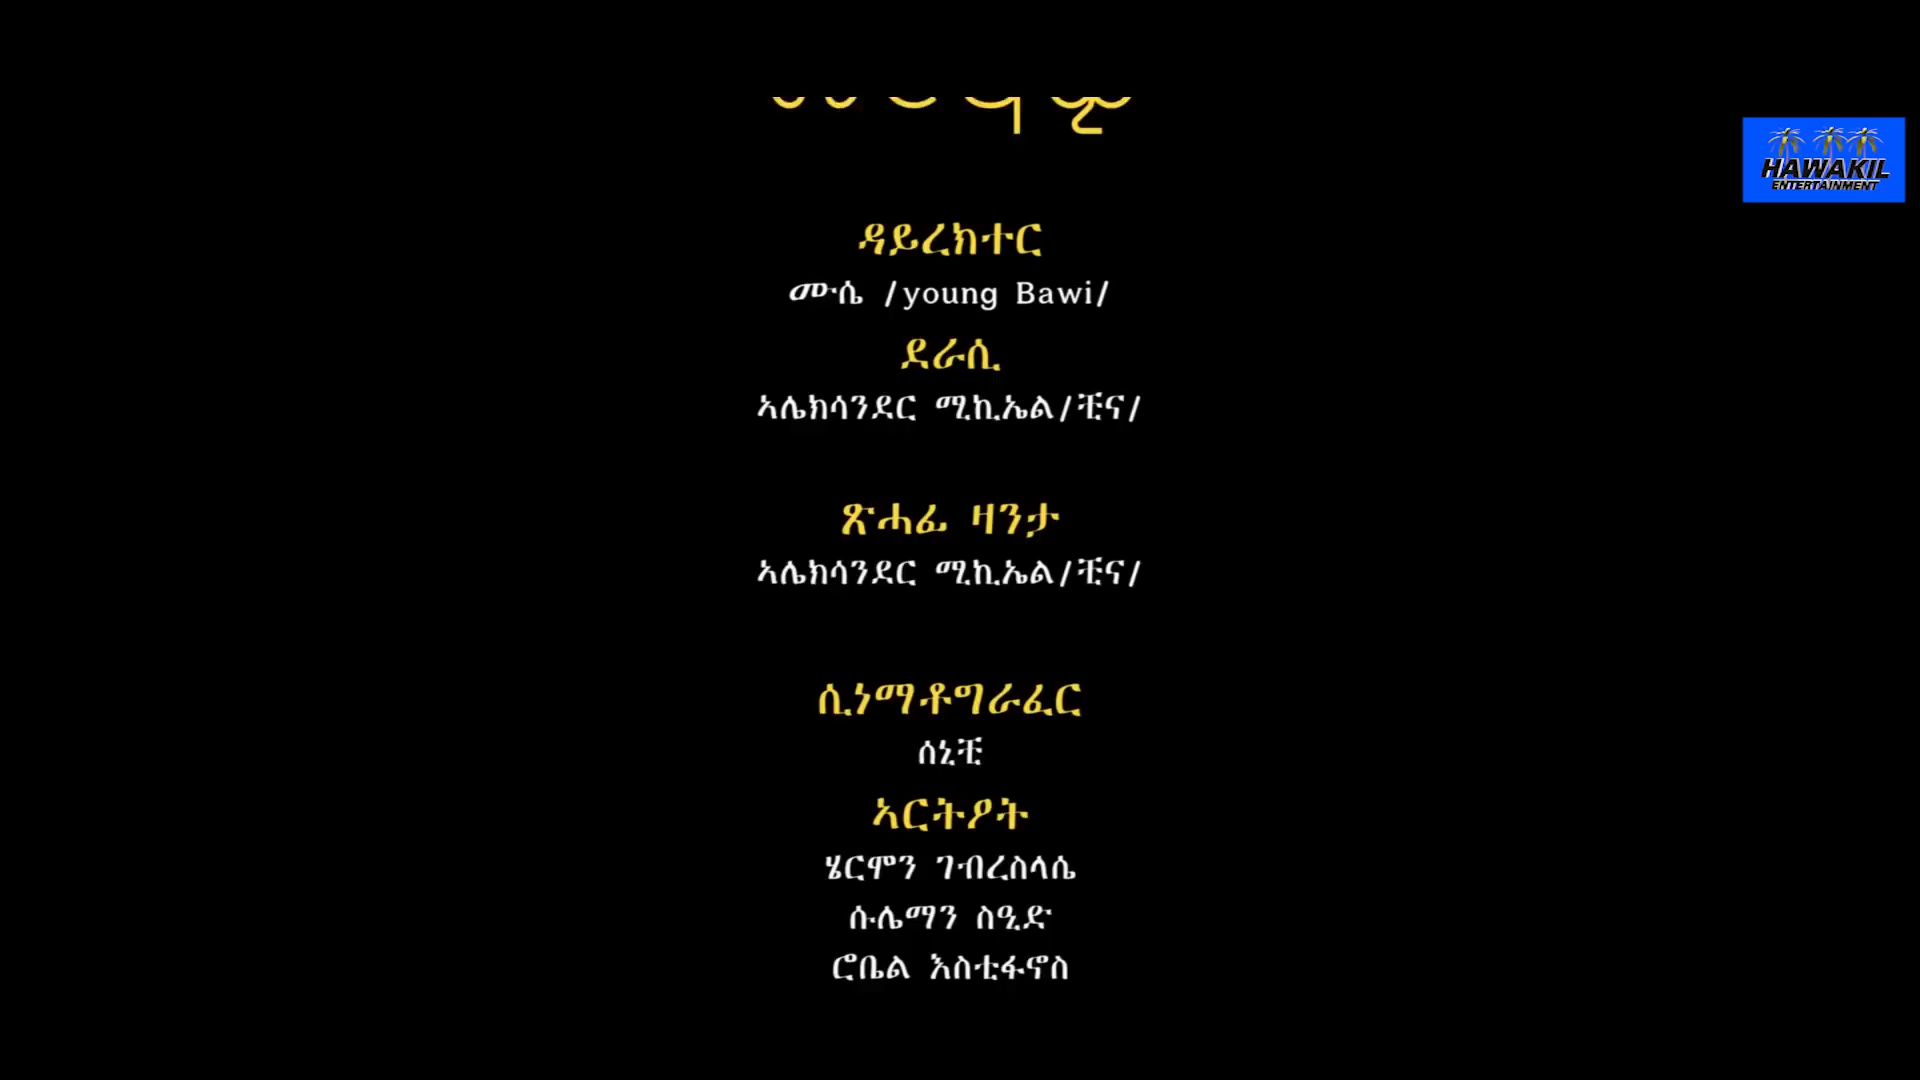 HAWAKIL
ENTERTAINMENT
ዳይረክተር
ሙሴ /young Bawi/
ደራሲ
ኣሌክሳንደር ሚኪኤል/ቺና/
ጽሓፊ ዛንታ
ኣሌክሳንደር ሚኪኤል/ቺና/
ሲነማቶግራፈር
ሰኒቺ
ኣርትዖት
ሄርሞን ገብረስላሴ
ሱሌማን ስዒድ
ሮቤል እስቲፋኖስ